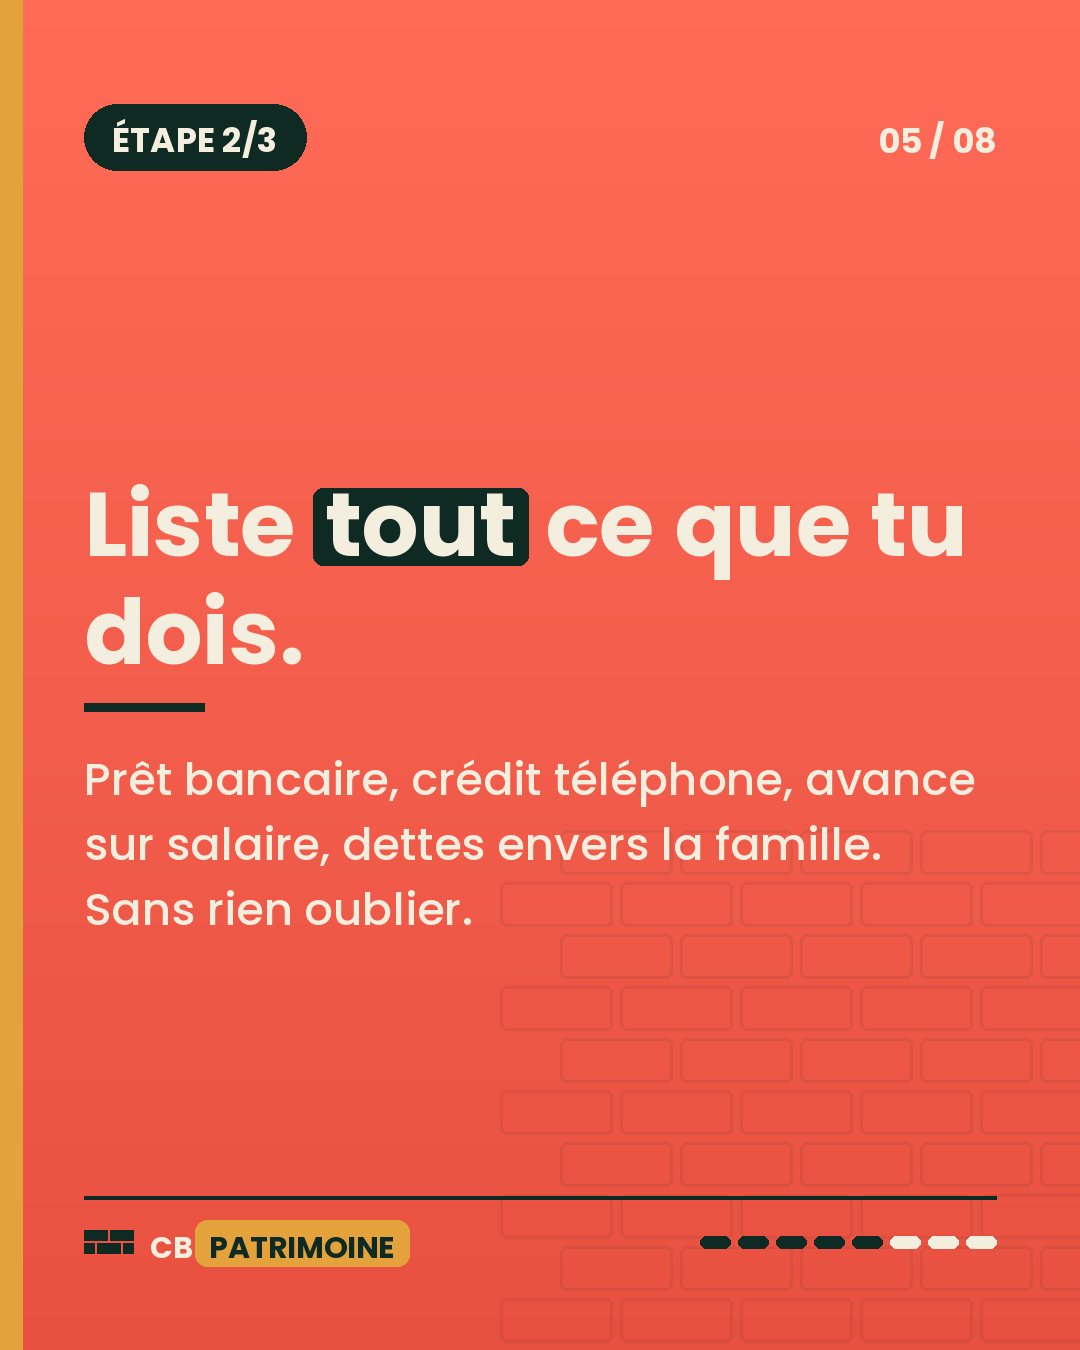 ÉTAPE 2/3
05 / 08
Liste tout ce que tu
dois.
Prêt bancaire, crédit téléphone, avance
sur salaire, dettes envers la famille.
Sans rien oublier.
CB PATRIMOINE